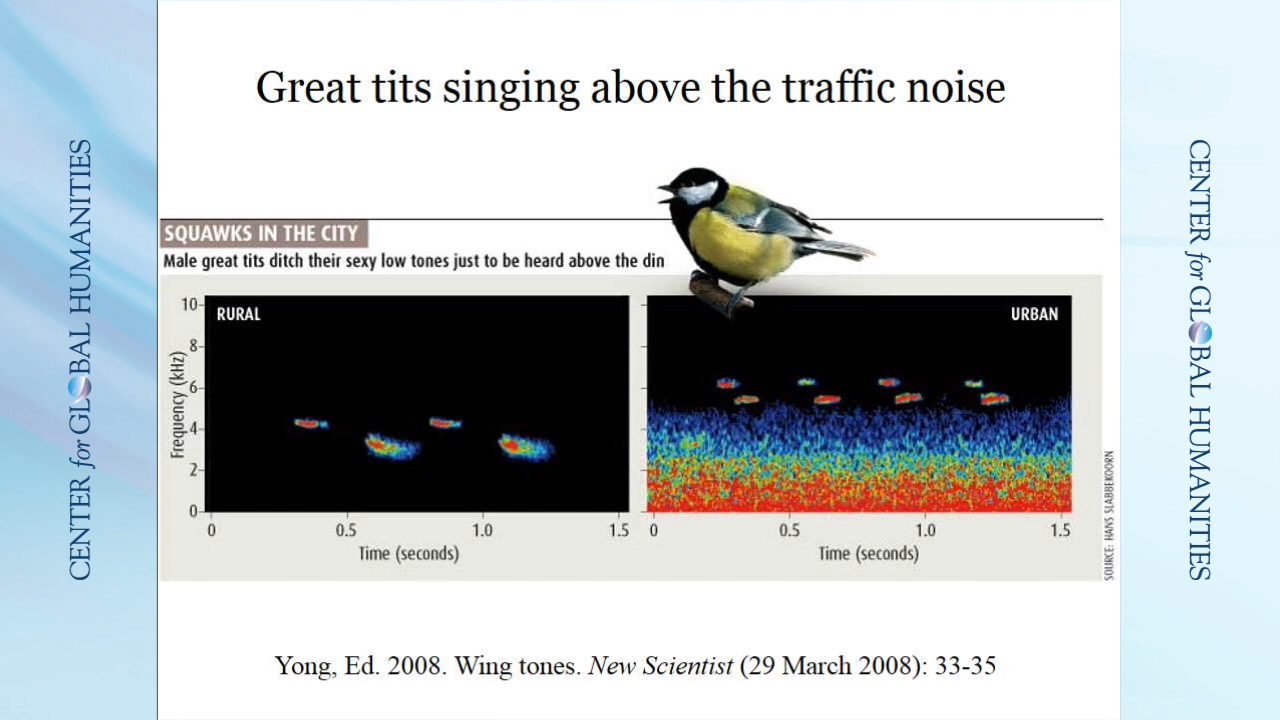 Great tits singing above the traffic noise
SQUAWKS IN THE CITY
Male great tits ditch their sexy low tones just to be heard above the din
RURAL
URBAN
10
8
6
4
2
0
Frequency (kHz)
0 0.5 1.0 1.5
Time (seconds)
0 0.5 1.0 1.5
Time (seconds)
SOURCE: HANS SLABBEKOORN
Yong, Ed. 2008. Wing tones. New Scientist (29 March 2008): 33-35
CENTER for GLOBAL HUMANITIES
CENTER for GLOBAL HUMANITIES